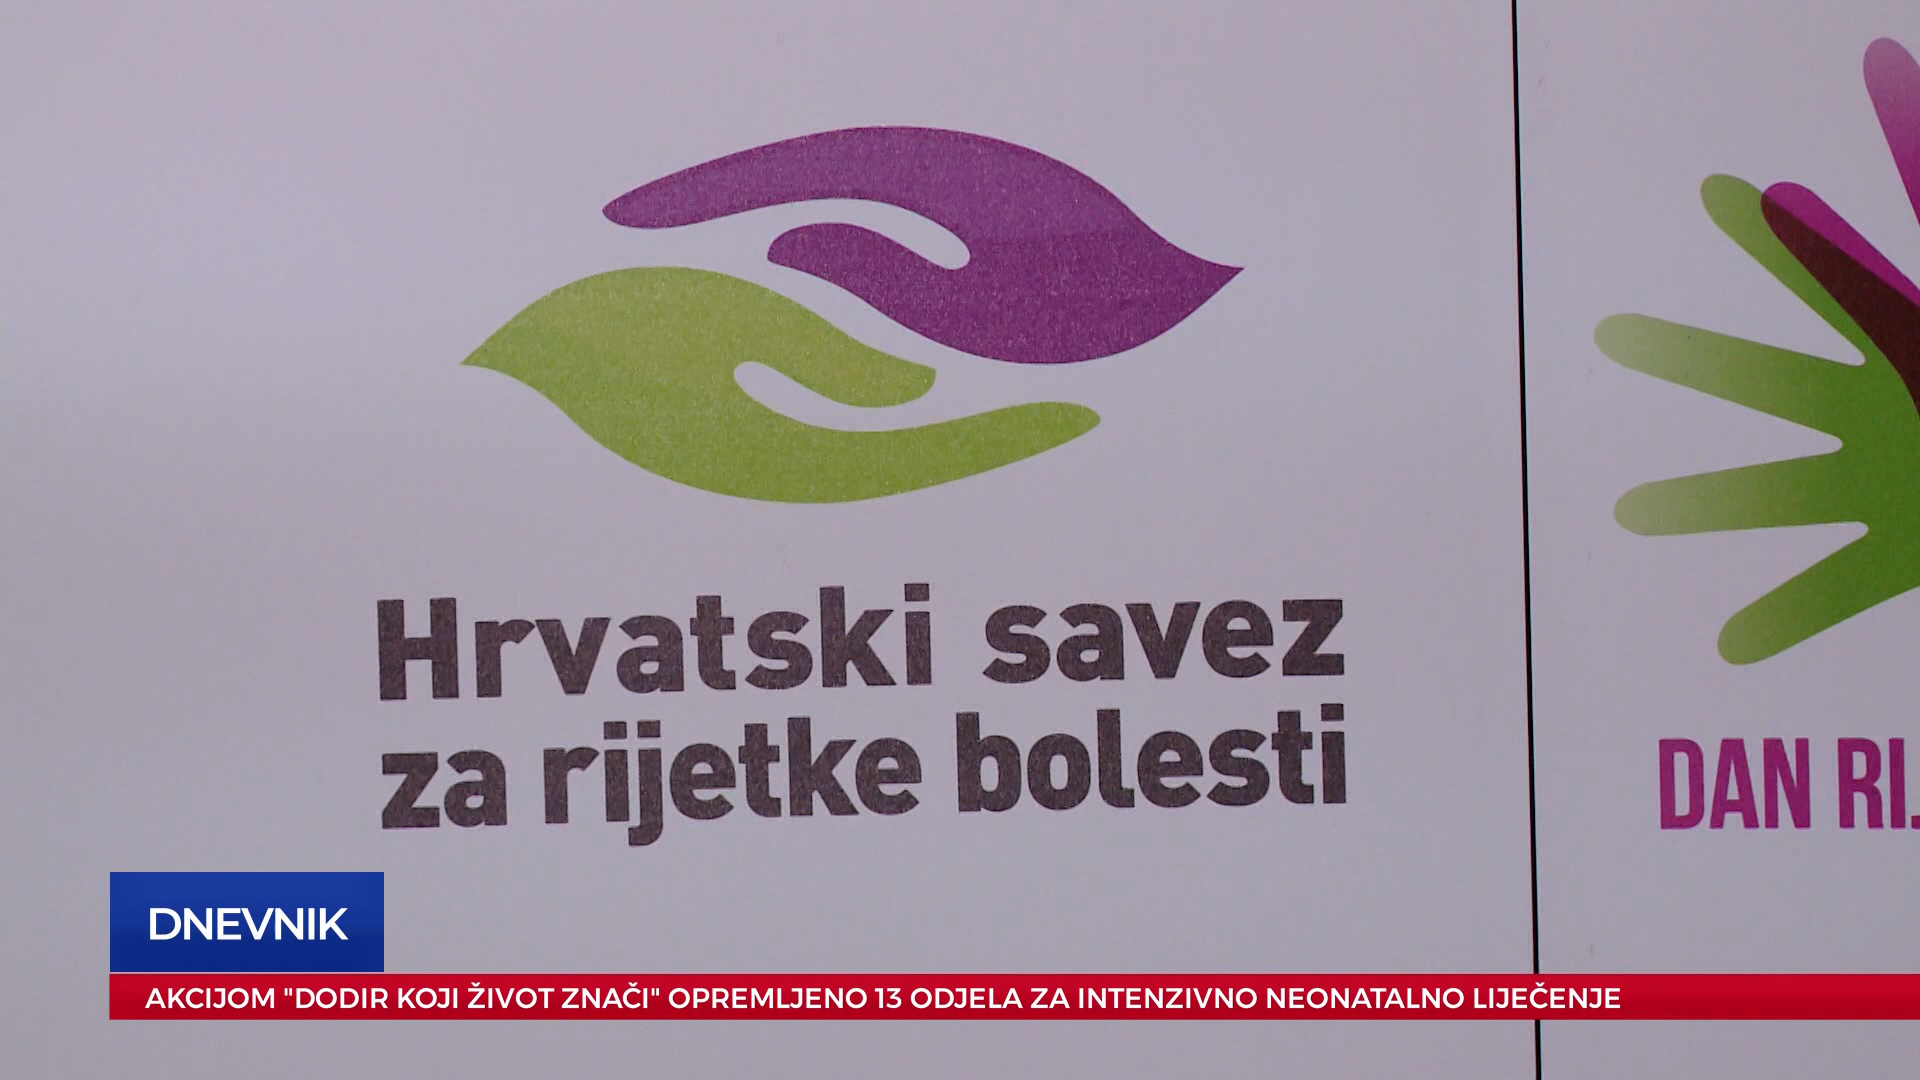 Hrvatski savez
za rijetke bolesti
DAN
DNEVNIK
AKCIJOM "DODIR KOJI ŽIVOT ZNAČI" OPREMLJENO 13 ODJELA ZA INTENZIVNO NEONATALNO LIJEČENJE